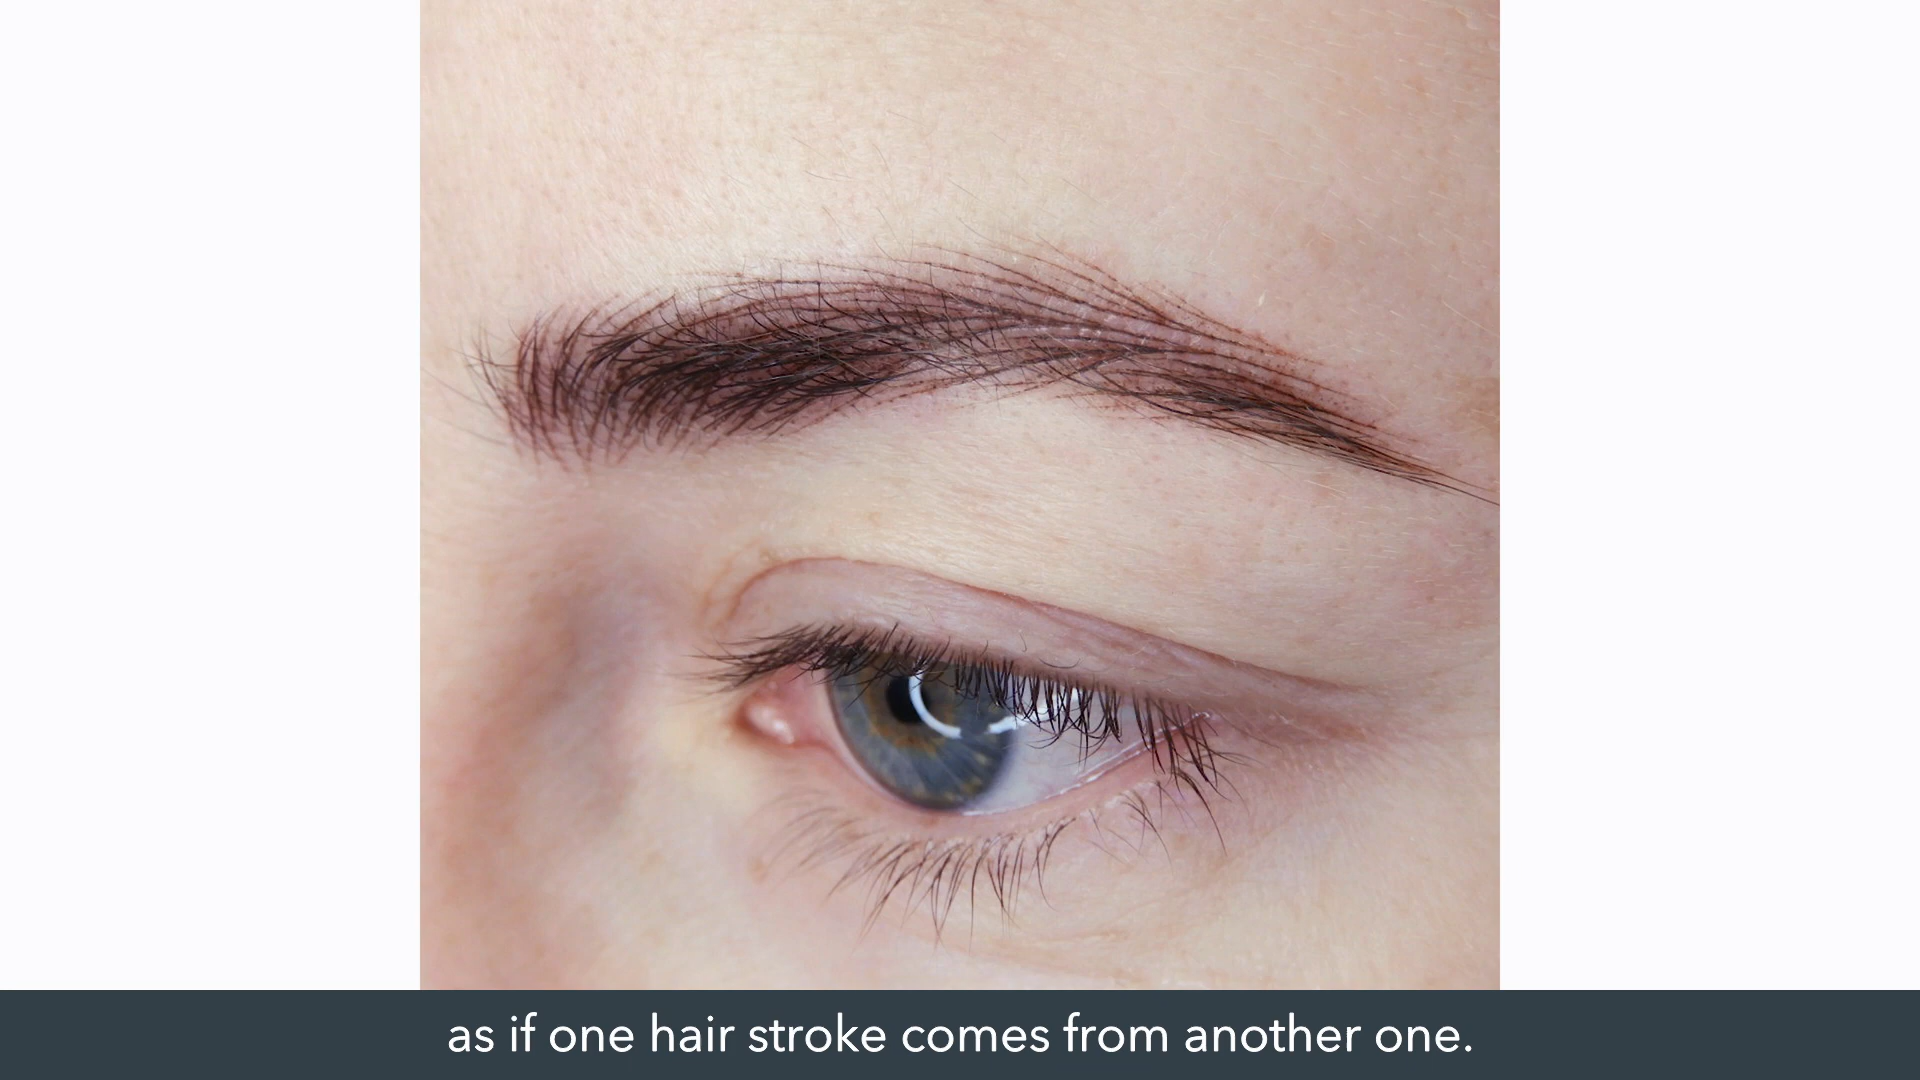 as if one hair stroke comes from another one.